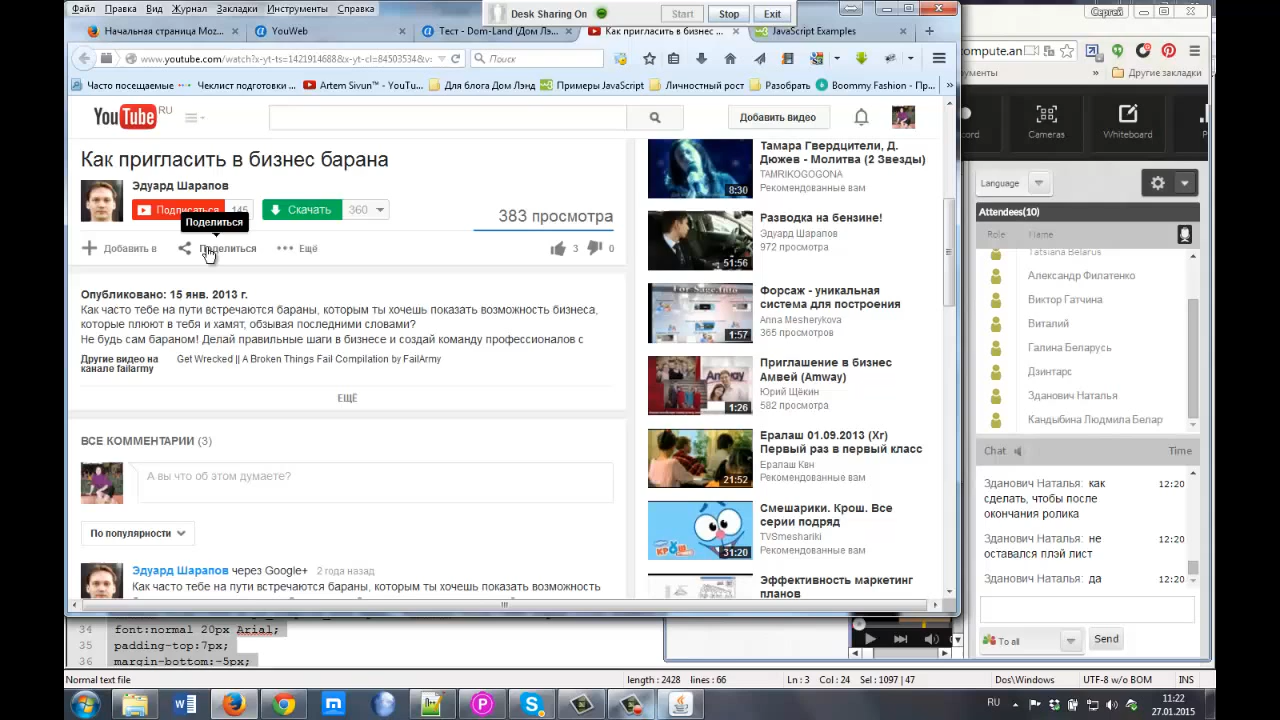 Файл Правка Вид Журнал Закладки Инструменты Справка
Desk Sharing On Start Stop Exit
Сергей
Начальная страница Moz...
YouWeb
Тест - Dom-Land (Дом Лэ...
Как пригласить в бизнес ...
JavaScript Examples
www.youtube.com/watch?x-yt-ts=1421914688&x-yt-cl=84503534&v=
Поиск
compute.an
Часто посещаемые
Чеклист подготовки ...
Artem Sivun™ - YouTu...
Для блога Дом Лэнд
Примеры JavaScript
Личностный рост
Разобрать
Boommy Fashion - Пр...
Другие закладки
YouTube RU
Добавить видео
Cameras
Whiteboard
Как пригласить в бизнес барана
Эдуард Шарапов
Подписаться 145
Скачать 360
Поделиться
383 просмотра
Добавить в
Поделиться
Ещё
3 0
Опубликовано: 15 янв. 2013 г.
Как часто тебе на пути встречаются бараны, которым ты хочешь показать возможность бизнеса,
которые плюют в тебя и хамят, обзывая последними словами?
Не будь сам бараном! Делай правильные шаги в бизнесе и создай команду профессионалов с
Другие видео на
канале failarmy
Get Wrecked || A Broken Things Fail Compilation by FailArmy
ЕЩЁ
ВСЕ КОММЕНТАРИИ (3)
А вы что об этом думаете?
По популярности
Эдуард Шарапов через Google+ 2 года назад
Как часто тебе на пути встречаются бараны, которым ты хочешь показать возможность
8:30
Тамара Гвердцители, Д.
Дюжев - Молитва (2 Звезды)
TAMRIKOGOGONA
Рекомендованные вам
51:56
Разводка на бензине!
Эдуард Шарапов
972 просмотра
1:57
Форсаж - уникальная
система для построения
Anna Mesherykova
365 просмотров
1:26
Приглашение в бизнес
Амвей (Amway)
Юрий Щёкин
582 просмотра
21:52
Ералаш 01.09.2013 (Хг)
Первый раз в первый класс
Ералаш Квн
Рекомендованные вам
31:20
Смешарики. Крош. Все
серии подряд
TVSmeshariki
Рекомендованные вам
Эффективность маркетинг
планов
Language
Attendees(10)
Role Name
Tatsiana Belarus
Александр Филатенко
Виктор Гатчина
Виталий
Галина Беларусь
Дзинтарс
Зданович Наталья
Кандыбина Людмила Белар
Chat Time
Зданович Наталья: как 12:20
сделать, чтобы после
окончания ролика
Зданович Наталья: не 12:20
оставался плэй лист
Зданович Наталья: да 12:20
To all
Send
34 font:normal 20px Arial;
35 padding-top:7px;
36 margin-bottom:-5px;
Normal text file length : 2428 lines : 66 Ln : 3 Col : 24 Sel : 1097 | 47 Dos\Windows UTF-8 w/o BOM INS
RU
11:22
27.01.2015